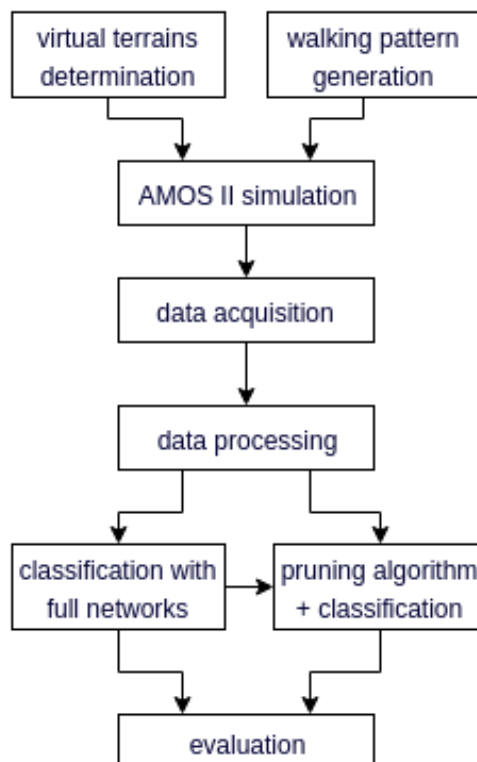 virtual terrains
determination
walking pattern
generation
AMOS II simulation
data acquisition
data processing
classification with
full networks
pruning algorithm
+ classification
evaluation